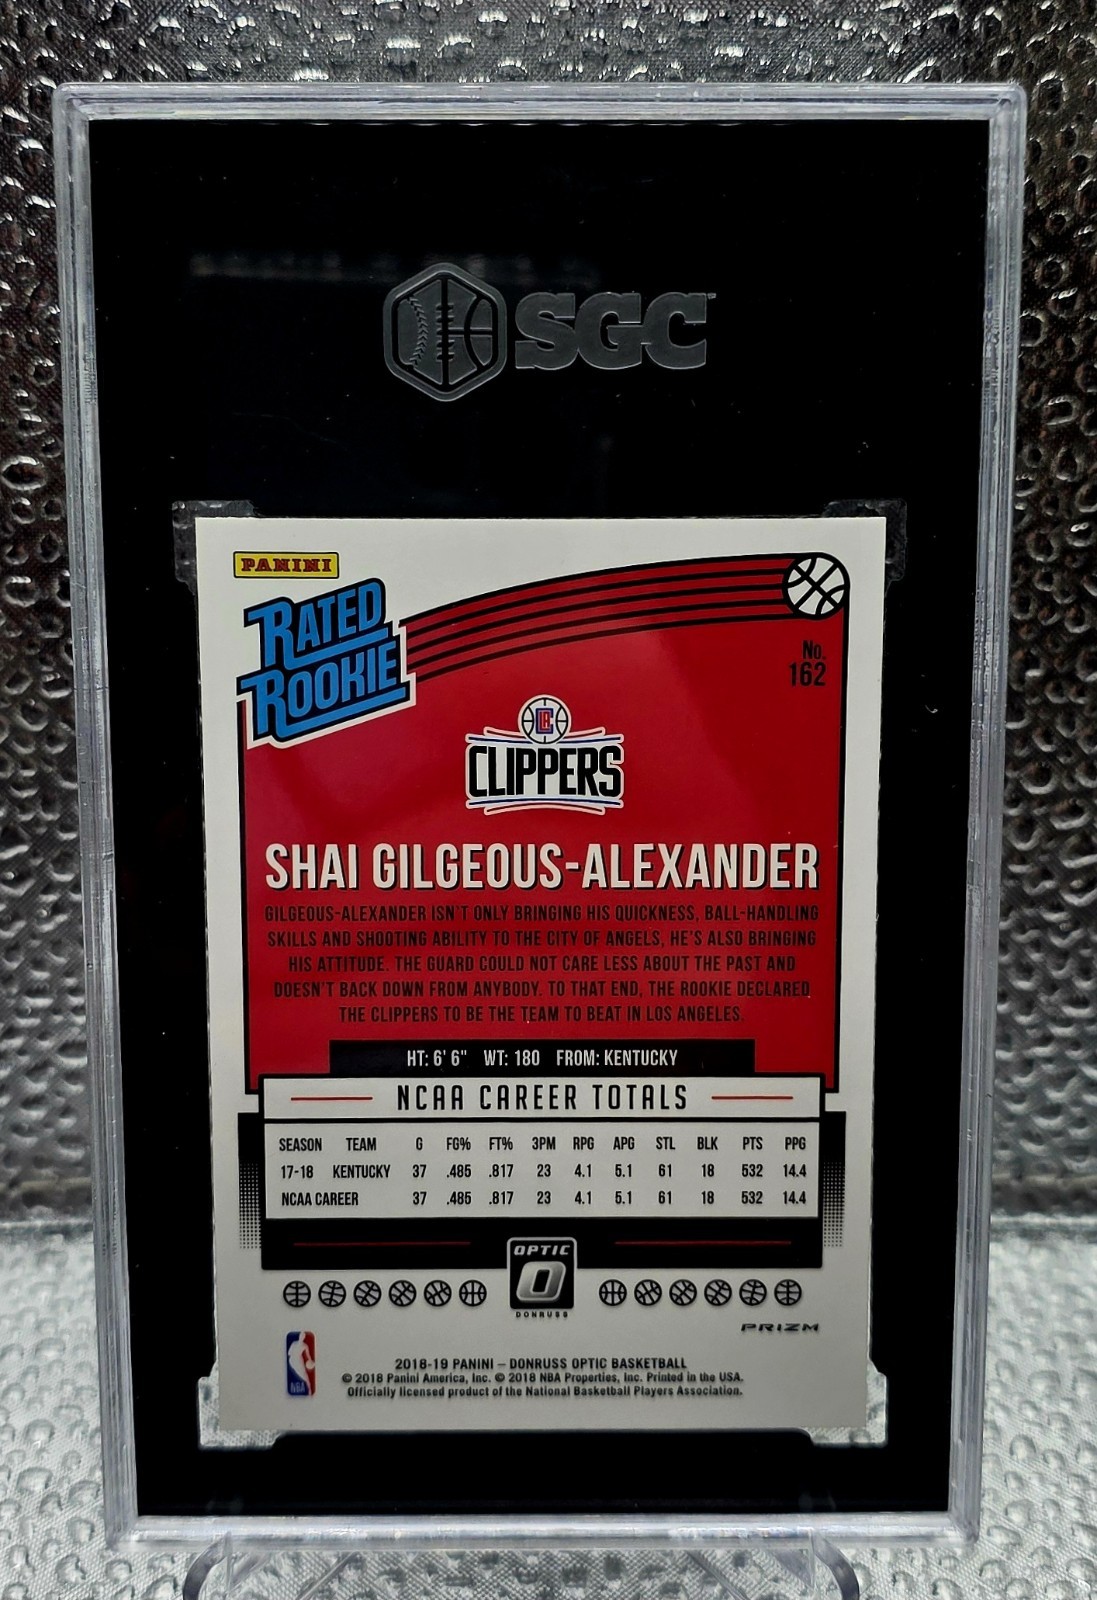 SGC
PANINI
RATED
ROOKIE
No.
162
LAC
CLIPPERS
SHAI GILGEOUS-ALEXANDER
GILGEOUS-ALEXANDER ISN'T ONLY BRINGING HIS QUICKNESS, BALL-HANDLING
SKILLS AND SHOOTING ABILITY TO THE CITY OF ANGELS, HE'S ALSO BRINGING
HIS ATTITUDE. THE GUARD COULD NOT CARE LESS ABOUT THE PAST AND
DOESN'T BACK DOWN FROM ANYBODY. TO THAT END, THE ROOKIE DECLARED
THE CLIPPERS TO BE THE TEAM TO BEAT IN LOS ANGELES.
HT: 6' 6" WT: 180 FROM: KENTUCKY
NCAA CAREER TOTALS
SEASON TEAM G FG% FT% 3PM RPG APG STL BLK PTS PPG
17-18 KENTUCKY 37 .485 .817 23 4.1 5.1 61 18 532 14.4
NCAA CAREER 37 .485 .817 23 4.1 5.1 61 18 532 14.4
OPTIC
O
DONRUSS
PRIZM
NBA
2018-19 PANINI – DONRUSS OPTIC BASKETBALL
© 2018 Panini America, Inc. © 2018 NBA Properties, Inc. Printed in the USA.
Officially licensed product of the National Basketball Players Association.